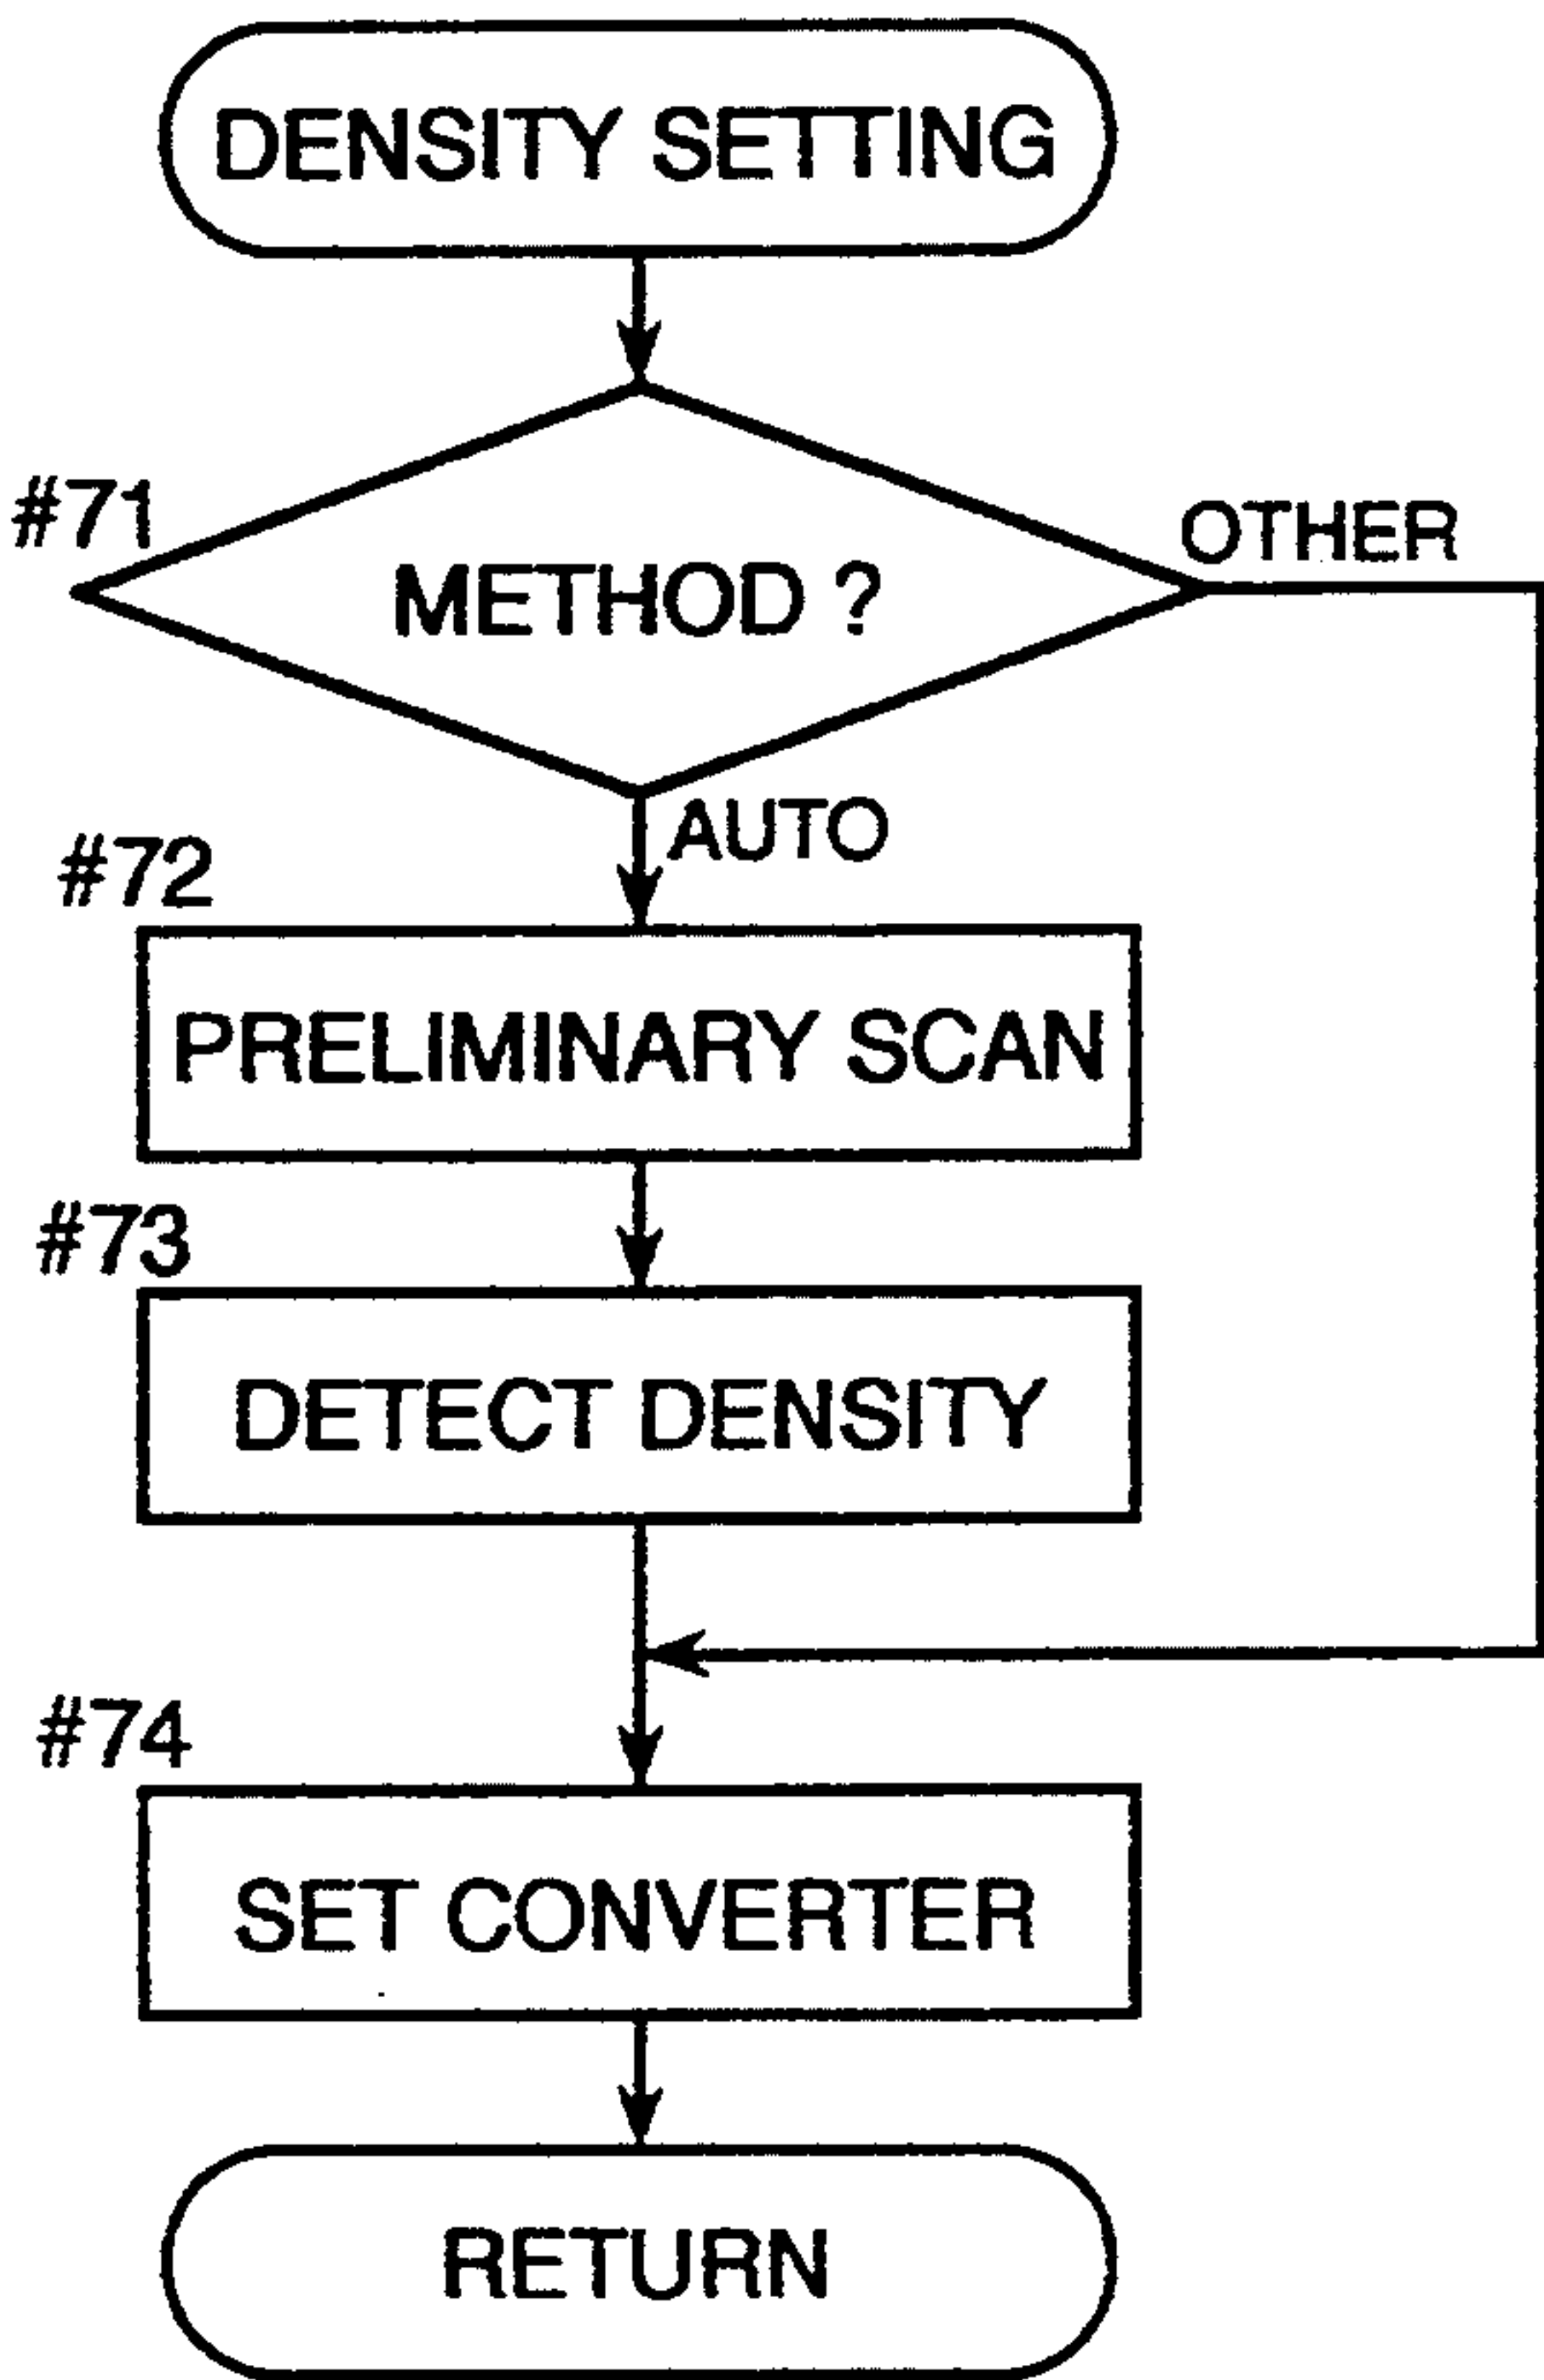 DENSITY SETTING
#71
OTHER
METHOD ?
AUTO
#72
PRELIMINARY SCAN
#73
DETECT DENSITY
#74
SET CONVERTER
RETURN